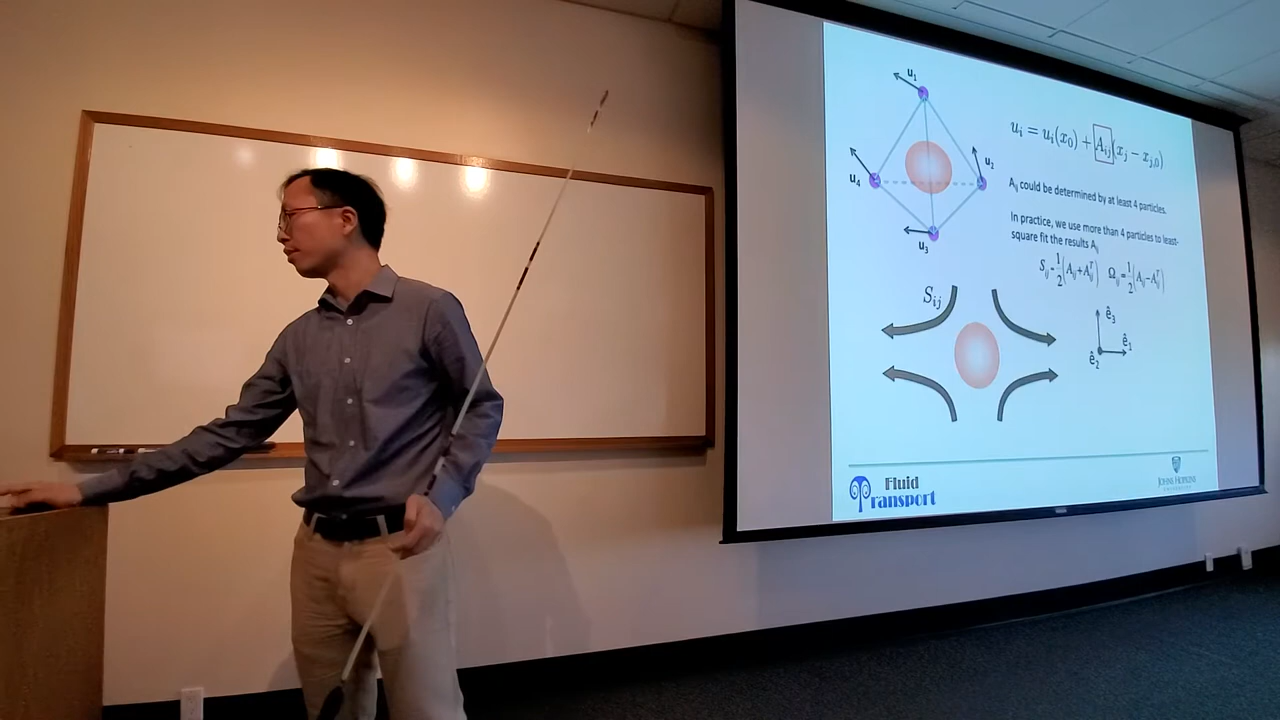 u₁
u₂
u₄
u₃
uᵢ = uᵢ(x₀) + Aᵢⱼ(xⱼ − xⱼ,₀)
Aᵢⱼ could be determined by at least 4 particles.
In practice, we use more than 4 particles to least-
square fit the results Aᵢⱼ
Sᵢⱼ=½(Aᵢⱼ+Aᵢⱼᵀ) Ωᵢⱼ=½(Aᵢⱼ−Aᵢⱼᵀ)
Sᵢⱼ
ê₃
ê₁
ê₂
Fluid
Transport
JOHNS HOPKINS